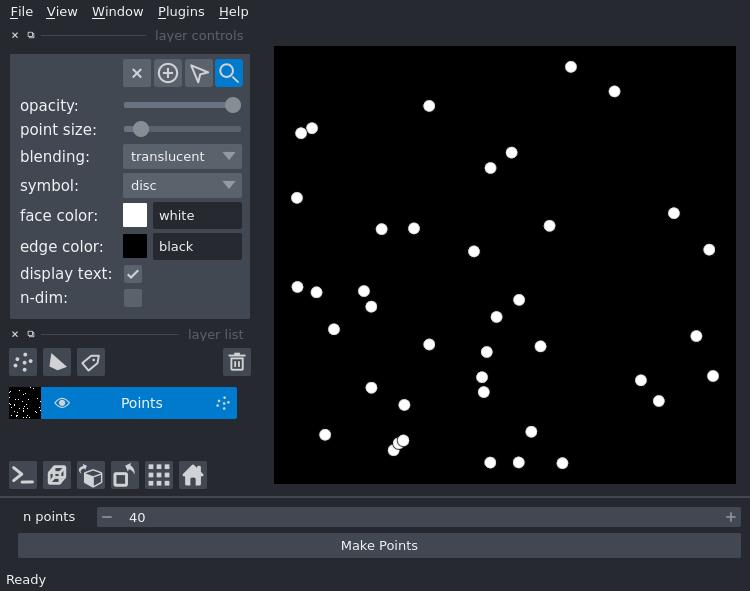 File View Window Plugins Help
layer controls
opacity:
point size:
blending: translucent
symbol: disc
face color: white
edge color: black
display text:
n-dim:
layer list
Points
n points 40
Make Points
Ready